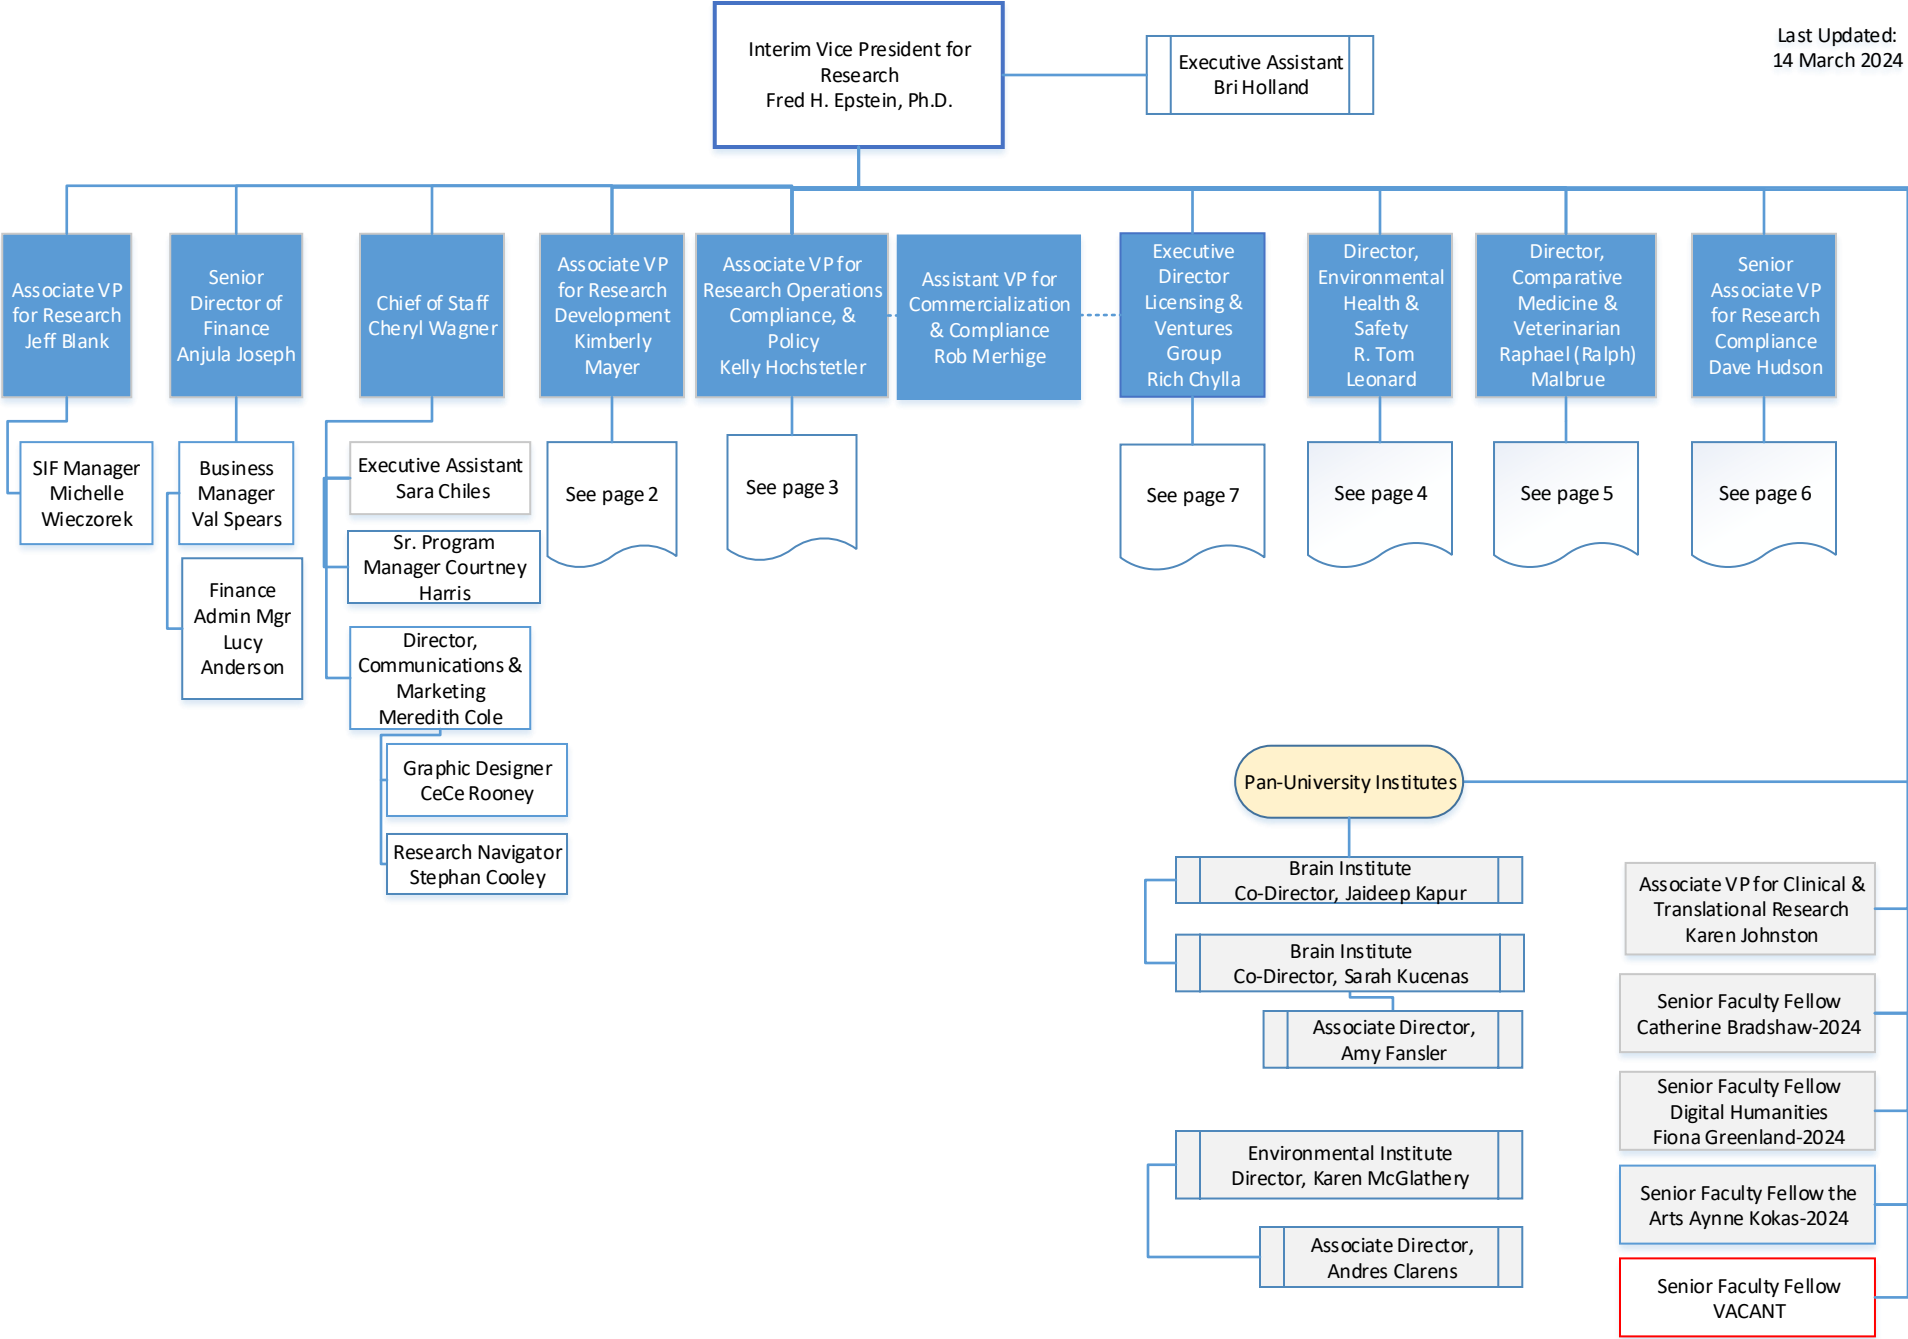 Interim Vice President for
Research
Fred H. Epstein, Ph.D.
Executive Assistant
Bri Holland
Last Updated:
14 March 2024
Associate VP
for Research
Jeff Blank
Senior
Director of
Finance
Anjula Joseph
Chief of Staff
Cheryl Wagner
Associate VP
for Research
Development
Kimberly
Mayer
Associate VP for
Research Operations
Compliance, &
Policy
Kelly Hochstetler
Assistant VP for
Commercialization
& Compliance
Rob Merhige
Executive
Director
Licensing &
Ventures
Group
Rich Chylla
Director,
Environmental
Health &
Safety
R. Tom
Leonard
Director,
Comparative
Medicine &
Veterinarian
Raphael (Ralph)
Malbrue
Senior
Associate VP
for Research
Compliance
Dave Hudson
SIF Manager
Michelle
Wieczorek
Business
Manager
Val Spears
Finance
Admin Mgr
Lucy
Anderson
Executive Assistant
Sara Chiles
Sr. Program
Manager Courtney
Harris
Director,
Communications &
Marketing
Meredith Cole
Graphic Designer
CeCe Rooney
Research Navigator
Stephan Cooley
See page 2
See page 3
See page 7
See page 4
See page 5
See page 6
Pan-University Institutes
Brain Institute
Co-Director, Jaideep Kapur
Brain Institute
Co-Director, Sarah Kucenas
Associate Director,
Amy Fansler
Environmental Institute
Director, Karen McGlathery
Associate Director,
Andres Clarens
Associate VP for Clinical &
Translational Research
Karen Johnston
Senior Faculty Fellow
Catherine Bradshaw-2024
Senior Faculty Fellow
Digital Humanities
Fiona Greenland-2024
Senior Faculty Fellow the
Arts Aynne Kokas-2024
Senior Faculty Fellow
VACANT